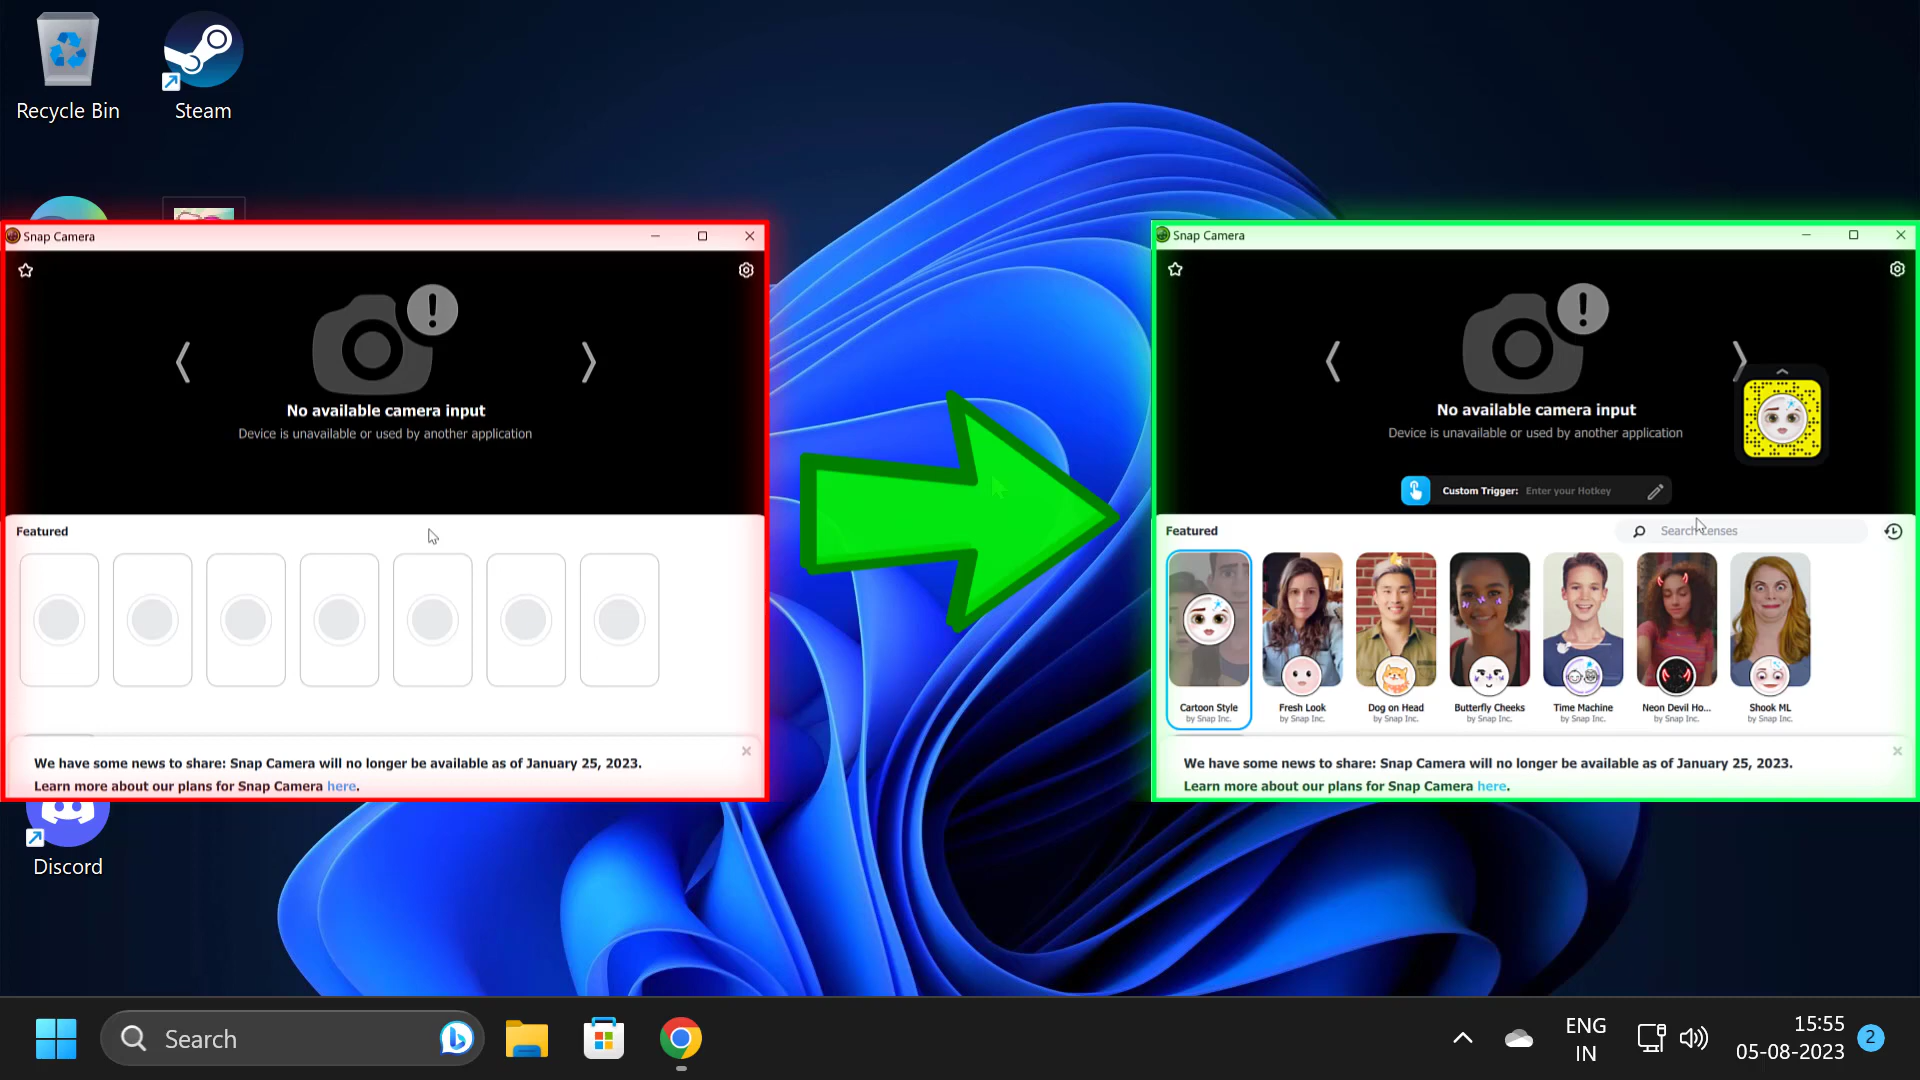 Recycle Bin
Steam
Snap Camera
No available camera input
Device is unavailable or used by another application
Featured
We have some news to share: Snap Camera will no longer be available as of January 25, 2023.
Learn more about our plans for Snap Camera here.
Snap Camera
No available camera input
Device is unavailable or used by another application
Custom Trigger: Enter your Hotkey
Featured
Search Lenses
Cartoon Style
by Snap Inc.
Fresh Look
by Snap Inc.
Dog on Head
by Snap Inc.
Butterfly Cheeks
by Snap Inc.
Time Machine
by Snap Inc.
Neon Devil Ho...
by Snap Inc.
Shook ML
by Snap Inc.
We have some news to share: Snap Camera will no longer be available as of January 25, 2023.
Learn more about our plans for Snap Camera here.
Discord
Search
ENG
IN
15:55
05-08-2023
2